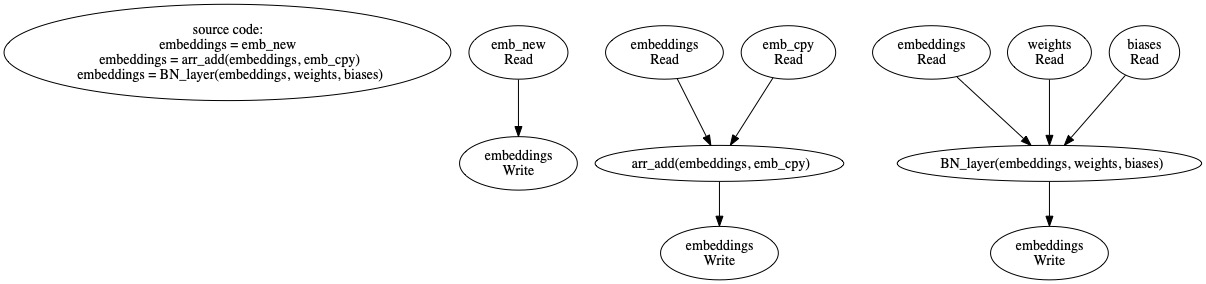 source code:
embeddings = emb_new
embeddings = arr_add(embeddings, emb_cpy)
embeddings = BN_layer(embeddings, weights, biases)
emb_new
Read
embeddings
Write
embeddings
Read
emb_cpy
Read
arr_add(embeddings, emb_cpy)
embeddings
Write
embeddings
Read
weights
Read
biases
Read
BN_layer(embeddings, weights, biases)
embeddings
Write